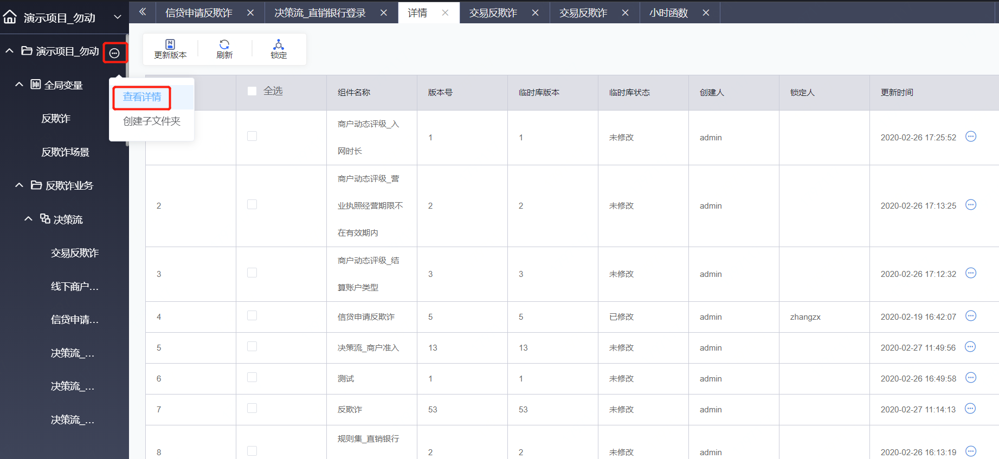 演示项目_勿动
信贷申请反欺诈
决策流_直销银行登录
详情
交易反欺诈
交易反欺诈
小时函数
演示项目_勿动
全局变量
反欺诈
反欺诈场景
反欺诈业务
决策流
交易反欺诈
线下商户...
信贷申请...
决策流_...
决策流_...
决策流_...
查看详情
创建子文件夹
更新版本
刷新
锁定
全选
组件名称
版本号
临时库版本
临时库状态
创建人
锁定人
更新时间
商户动态评级_入
网时长
1
1
未修改
admin
2020-02-26 17:25:52
2
商户动态评级_营
业执照经营期限不
在有效期内
2
2
未修改
admin
2020-02-26 17:13:25
3
商户动态评级_结
算账户类型
3
3
未修改
admin
2020-02-26 17:12:32
4
信贷申请反欺诈
5
5
已修改
admin
zhangzx
2020-02-19 16:42:07
5
决策流_商户准入
13
13
未修改
admin
2020-02-27 11:49:56
6
测试
1
1
未修改
admin
2020-02-26 16:49:58
7
反欺诈
53
53
未修改
admin
2020-02-27 11:14:13
8
规则集_直销银行
2
2
未修改
admin
2020-02-26 16:13:19